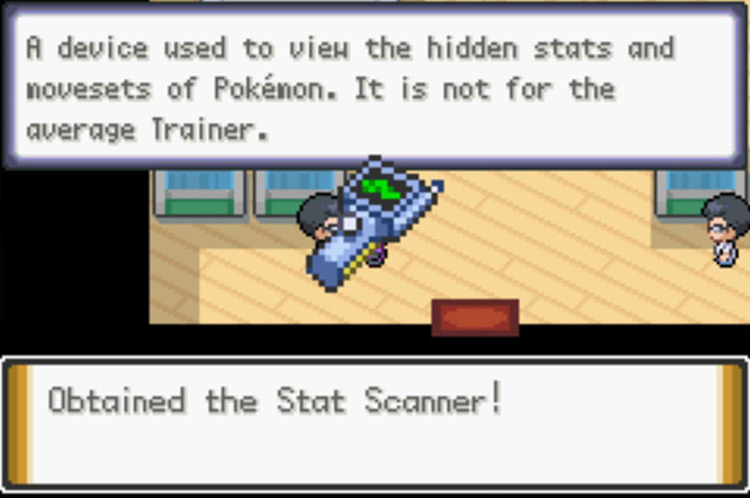 A device used to view the hidden stats and
movesets of Pokémon. It is not for the
average Trainer.
Obtained the Stat Scanner!